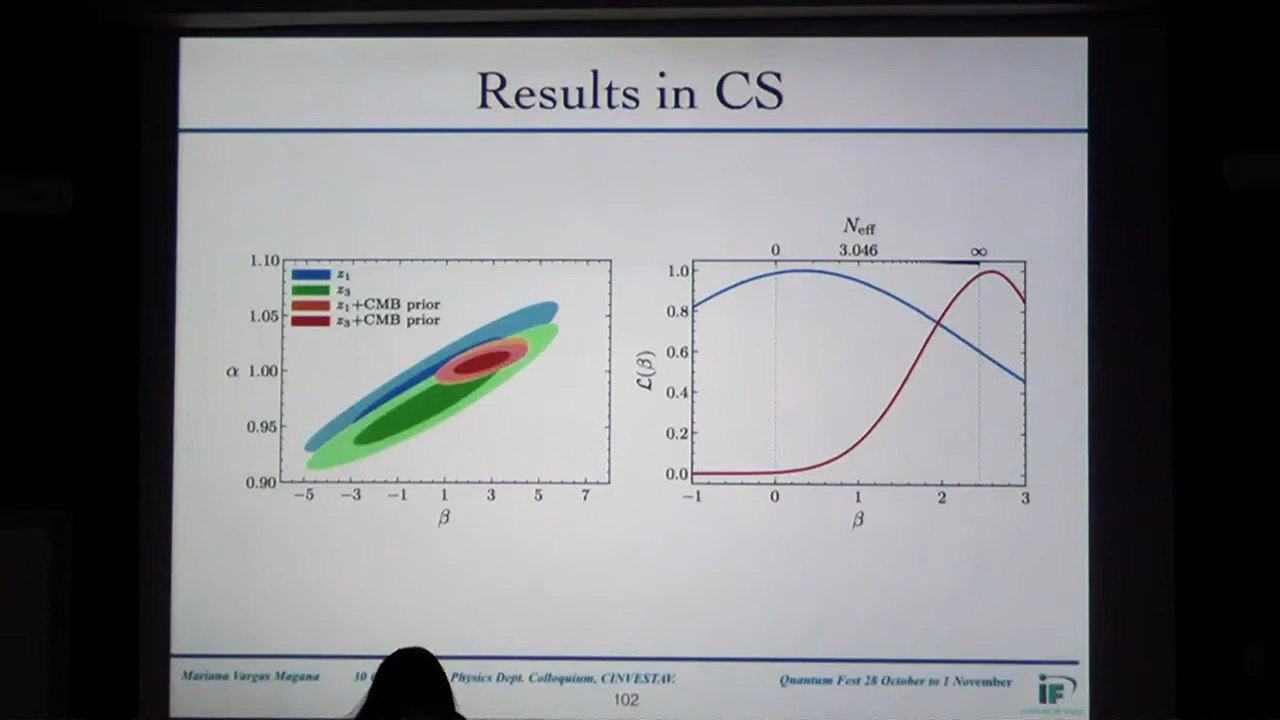 Results in CS
N_eff
0 3.046 ∞
1.10
1.05
1.00
0.95
0.90
α
z₁
z₃
z₁+CMB prior
z₃+CMB prior
−5 −3 −1 1 3 5 7
β
1.0
0.8
0.6
0.4
0.2
0.0
ℒ(β)
−1 0 1 2 3
β
Mariana Vargas Magana 10 Physics Dept. Colloquium, CINVESTAV. Quantum Fest 28 October to 1 November
102
iF